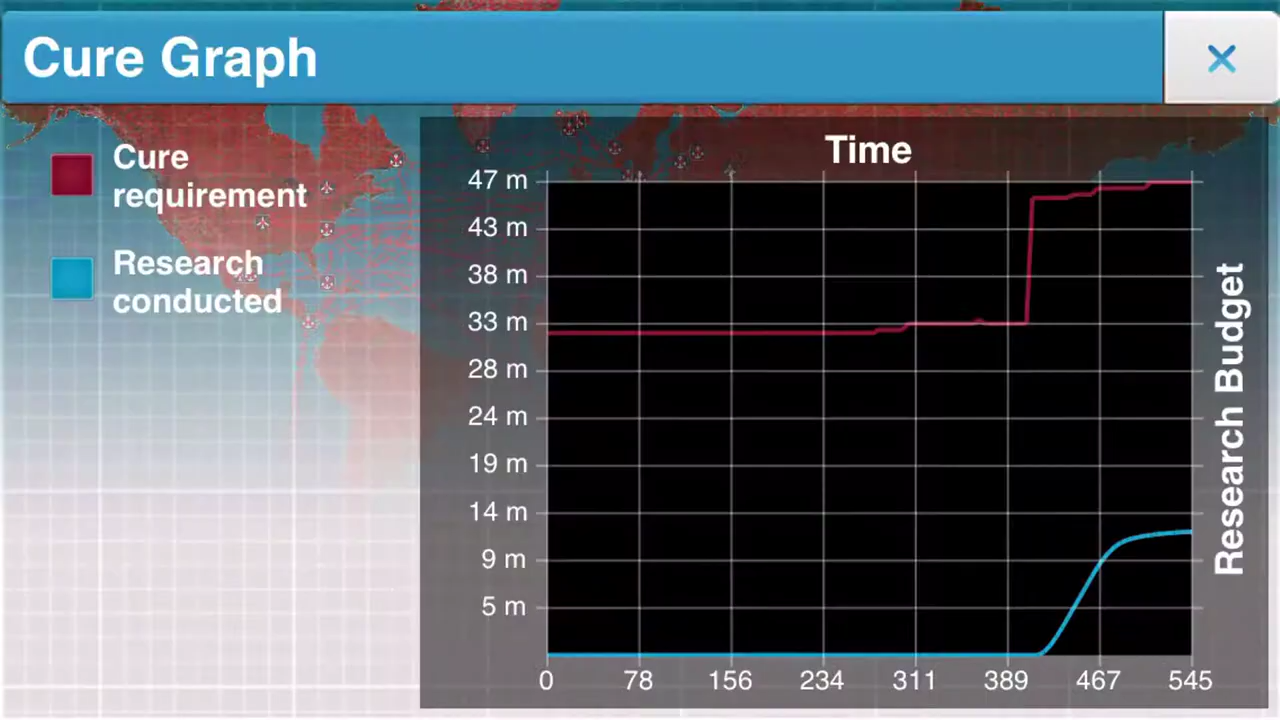 Cure Graph
Cure
requirement
Research
conducted
Time
47 m
43 m
38 m
33 m
28 m
24 m
19 m
14 m
9 m
5 m
0 78 156 234 311 389 467 545
Research Budget